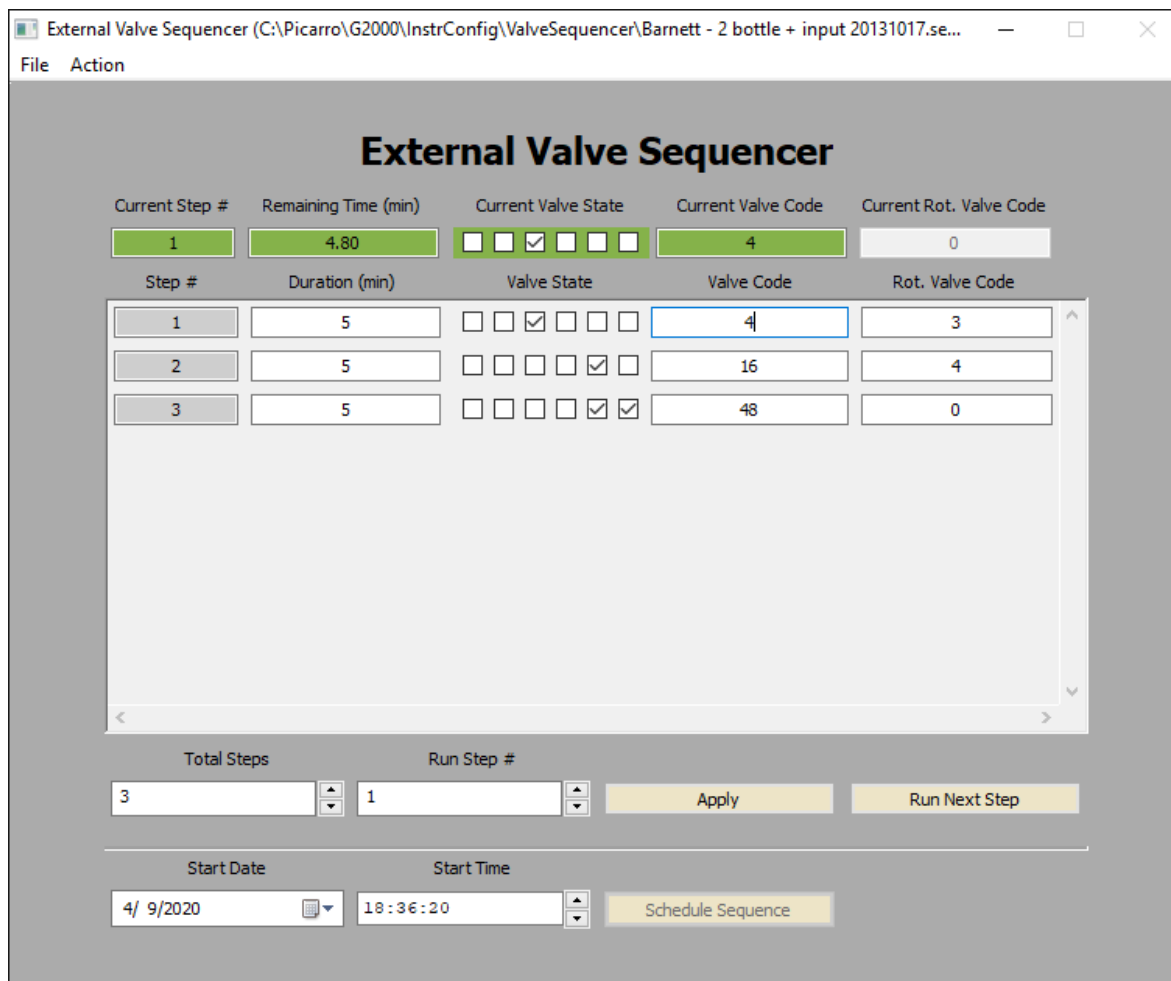 External Valve Sequencer (C:\Picarro\G2000\InstrConfig\ValveSequencer\Barnett - 2 bottle + input 20131017.se...
File Action
External Valve Sequencer
Current Step # Remaining Time (min) Current Valve State Current Valve Code Current Rot. Valve Code
1 4.80 4 0
Step # Duration (min) Valve State Valve Code Rot. Valve Code
1 5 4 3
2 5 16 4
3 5 48 0
Total Steps Run Step #
3 1 Apply Run Next Step
Start Date Start Time
4/ 9/2020 18:36:20 Schedule Sequence